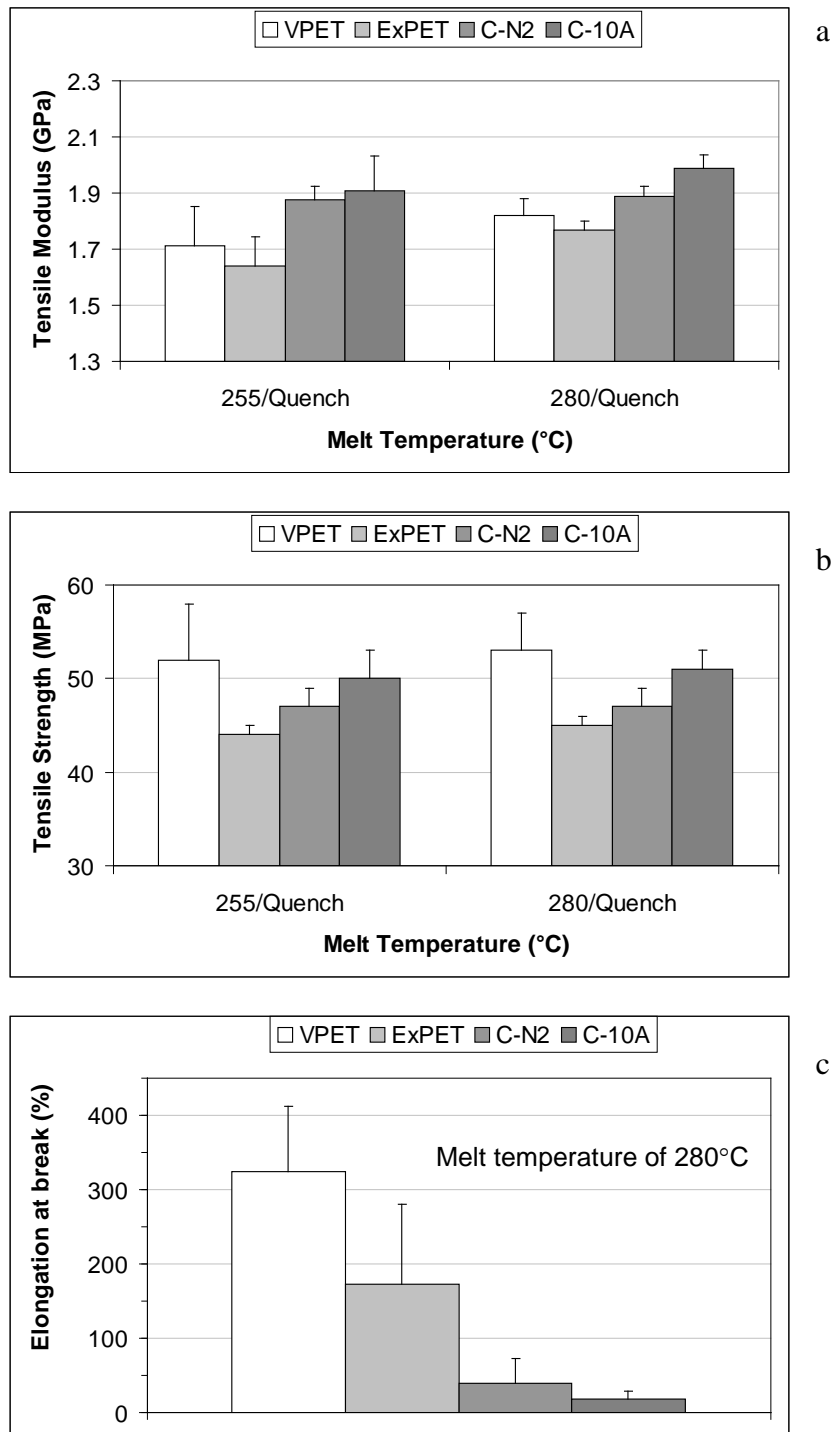 a
VPET ExPET C-N2 C-10A
2.3
2.1
1.9
1.7
1.5
1.3
Tensile Modulus (GPa)
255/Quench 280/Quench
Melt Temperature (°C)
b
VPET ExPET C-N2 C-10A
60
50
40
30
Tensile Strength (MPa)
255/Quench 280/Quench
Melt Temperature (°C)
c
VPET ExPET C-N2 C-10A
400
300
200
100
0
Elongation at break (%)
Melt temperature of 280°C